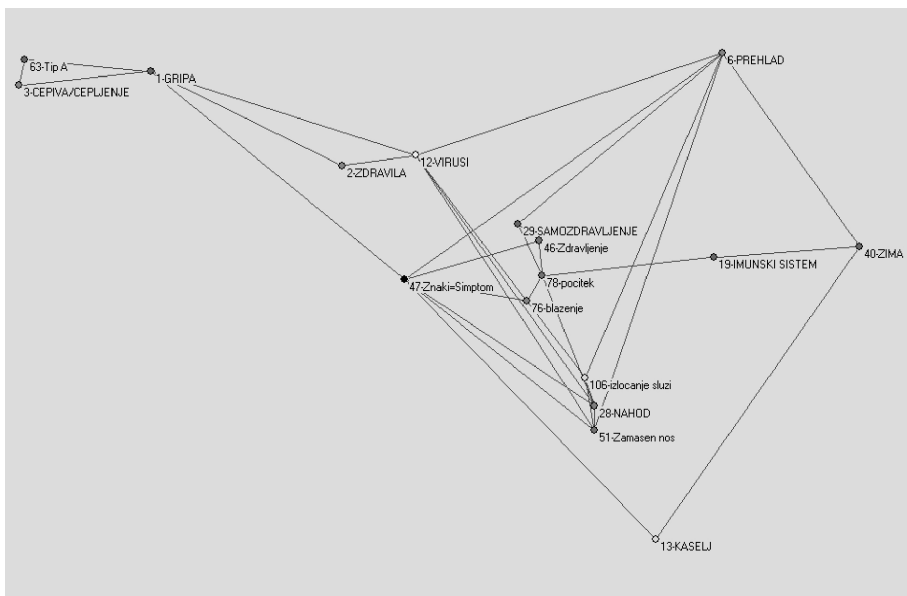 63-Tip A
6-PREHLAD
1-GRIPA
3-CEPIVA/CEPLJENJE
12-VIRUSI
2-ZDRAVILA
29-SAMOZDRAVLJENJE
46-Zdravljenje
40-ZIMA
19-IMUNSKI SISTEM
78-pocitek
47-Znaki=Simptom
76-blazenje
106-izlocanje sluzi
28-NAHOD
51-Zamasen nos
13-KASELJ